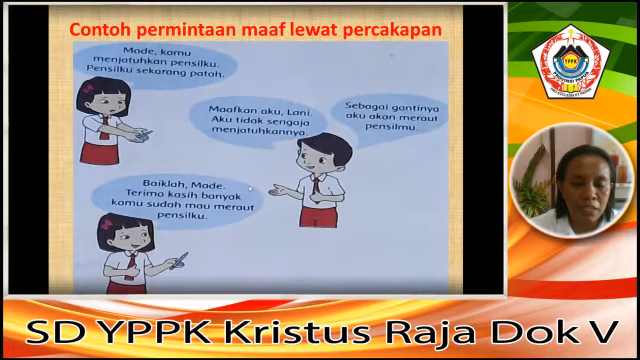 Contoh permintaan maaf lewat percakapan
Made, kamu
menjatuhkan pensilku.
Pensilku sekarang patah.
Maafkan aku, Lani.
Aku tidak sengaja
menjatuhkannya.
Sebagai gantinya
aku akan meraut
pensilmu.
Baiklah, Made.
Terima kasih banyak
kamu sudah mau meraut
pensilku.
YPPK
SD YPPK Kristus Raja Dok V